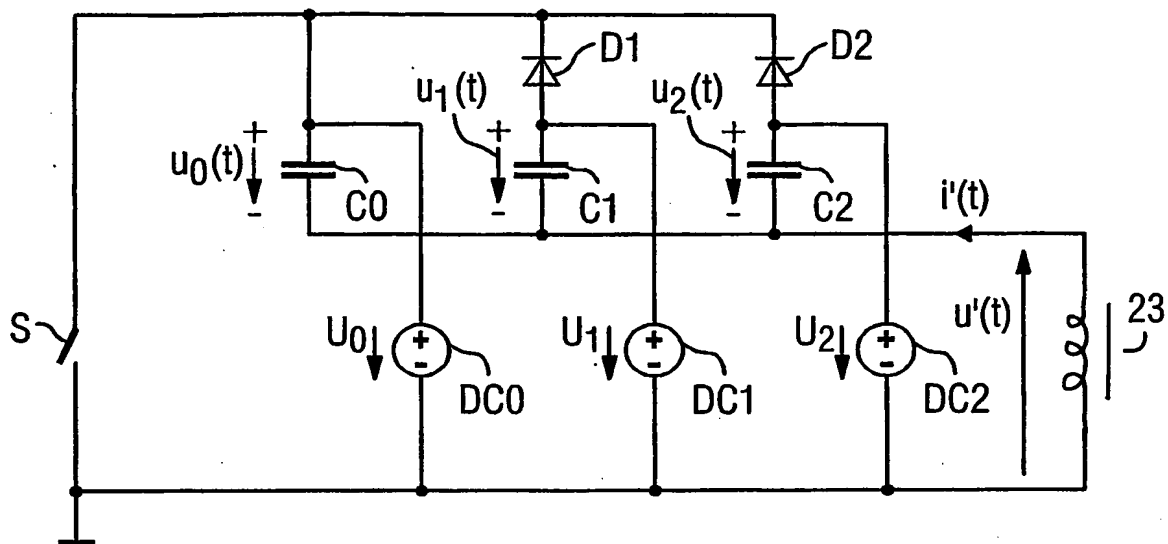 D1
D2
u1(t)
u2(t)
+
+
+
u0(t)
-
-
-
C0
C1
C2
i'(t)
S
U0
+
-
DC0
U1
+
-
DC1
U2
+
-
DC2
u'(t)
23